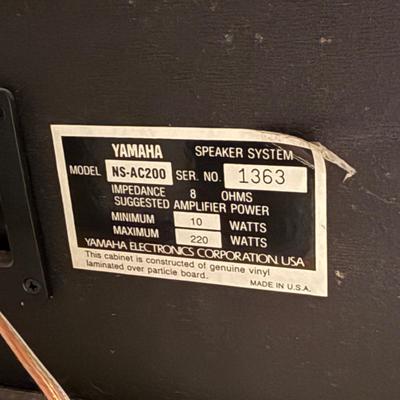 YAMAHA SPEAKER SYSTEM
MODEL NS-AC200 SER. NO. 1363
IMPEDANCE 8 OHMS
SUGGESTED AMPLIFIER POWER
MINIMUM 10 WATTS
MAXIMUM 220 WATTS
YAMAHA ELECTRONICS CORPORATION, USA
This cabinet is constructed of genuine vinyl
laminated over particle board.
MADE IN U.S.A.